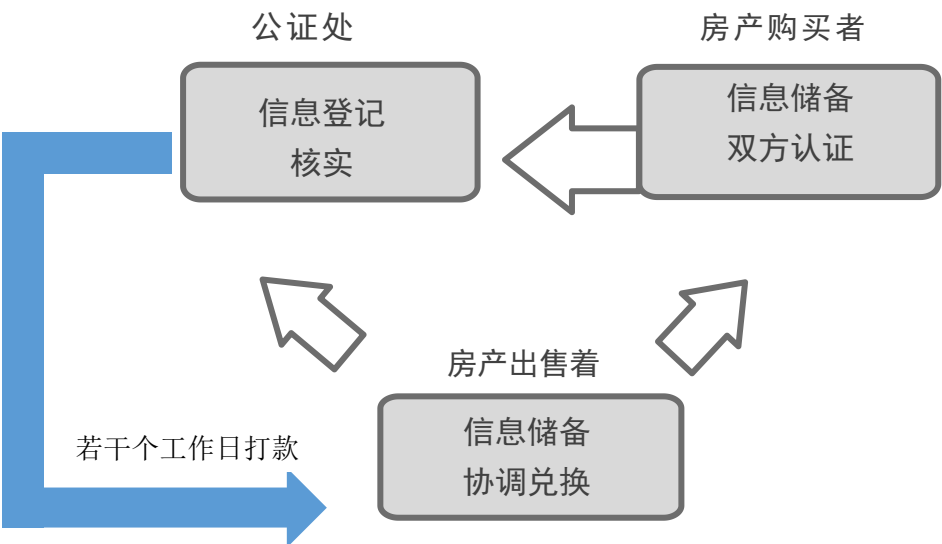 公证处
房产购买者
信息登记
核实
信息储备
双方认证
房产出售着
信息储备
协调兑换
若干个工作日打款